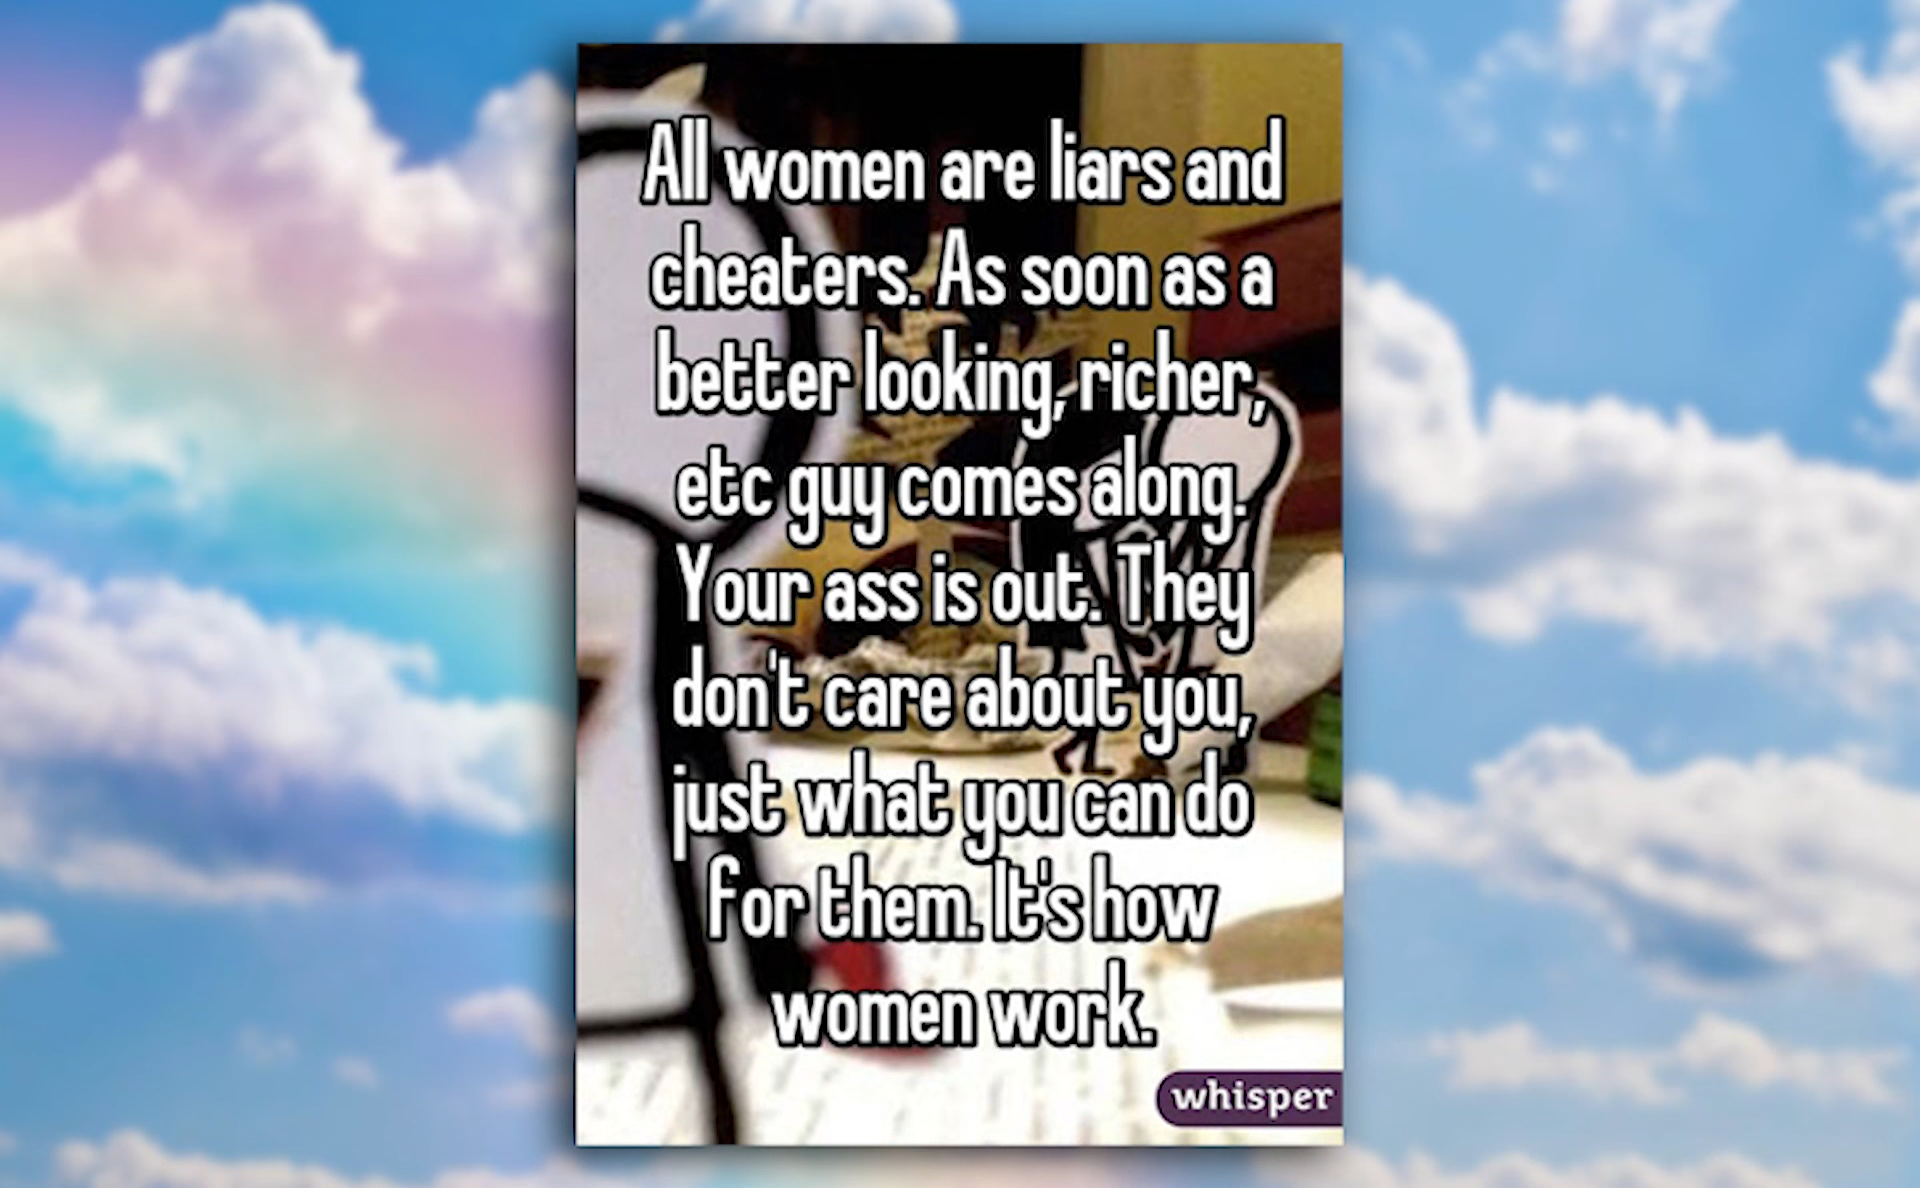 All women are liars and
cheaters. As soon as a
better looking, richer,
etc guy comes along.
Your ass is out. They
don't care about you,
just what you can do
for them. It's how
women work.
whisper